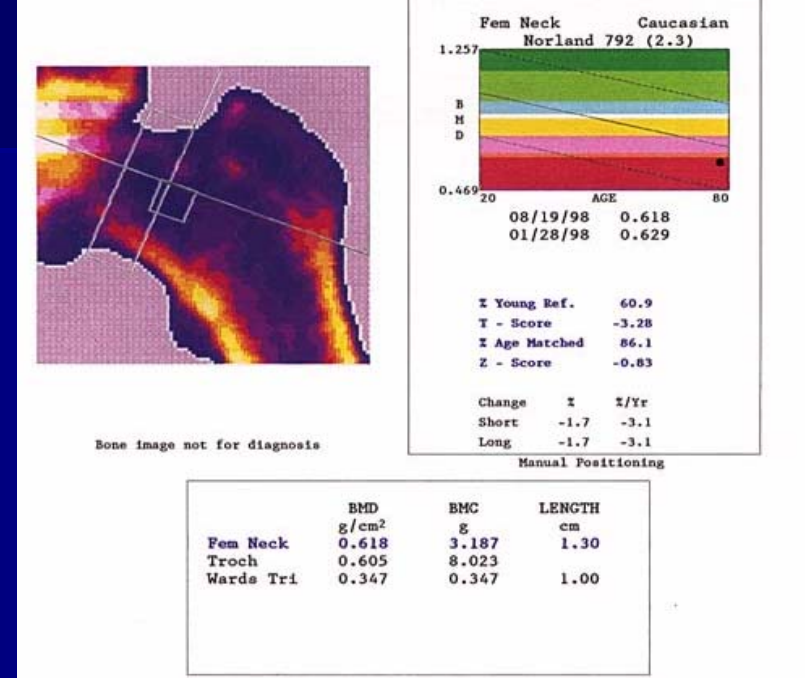 Fem Neck Caucasian
Norland 792 (2.3)
1.257
B
M
D
0.469
20 AGE 80
08/19/98 0.618
01/28/98 0.629
% Young Ref. 60.9
T - Score -3.28
% Age Matched 86.1
Z - Score -0.83
Change % %/Yr
Short -1.7 -3.1
Long -1.7 -3.1
Bone image not for diagnosis
Manual Positioning
BMD BMC LENGTH
g/cm² g cm
Fem Neck 0.618 3.187 1.30
Troch 0.605 8.023
Wards Tri 0.347 0.347 1.00